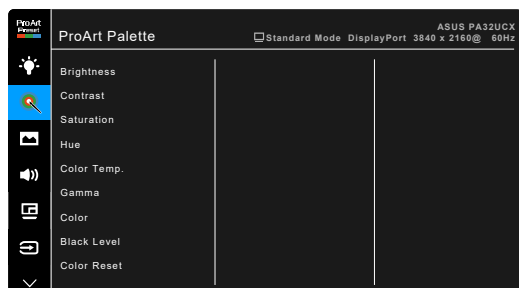 ProArt
Preset
ProArt Palette
ASUS PA32UCX
Standard Mode DisplayPort 3840 x 2160@ 60Hz
Brightness
Contrast
Saturation
Hue
Color Temp.
Gamma
Color
Black Level
Color Reset